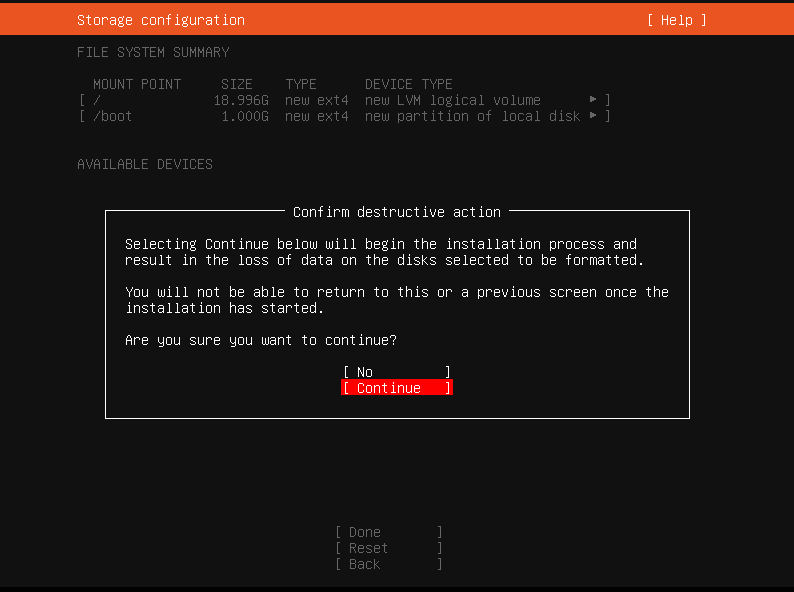 Storage configuration [ Help ]
FILE SYSTEM SUMMARY
MOUNT POINT SIZE TYPE DEVICE TYPE
[ / 18.996G new ext4 new LVM logical volume ▸ ]
[ /boot 1.000G new ext4 new partition of local disk ▸ ]
AVAILABLE DEVICES
Confirm destructive action
Selecting Continue below will begin the installation process and
result in the loss of data on the disks selected to be formatted.
You will not be able to return to this or a previous screen once the
installation has started.
Are you sure you want to continue?
[ No ]
[ Continue ]
[ Done ]
[ Reset ]
[ Back ]